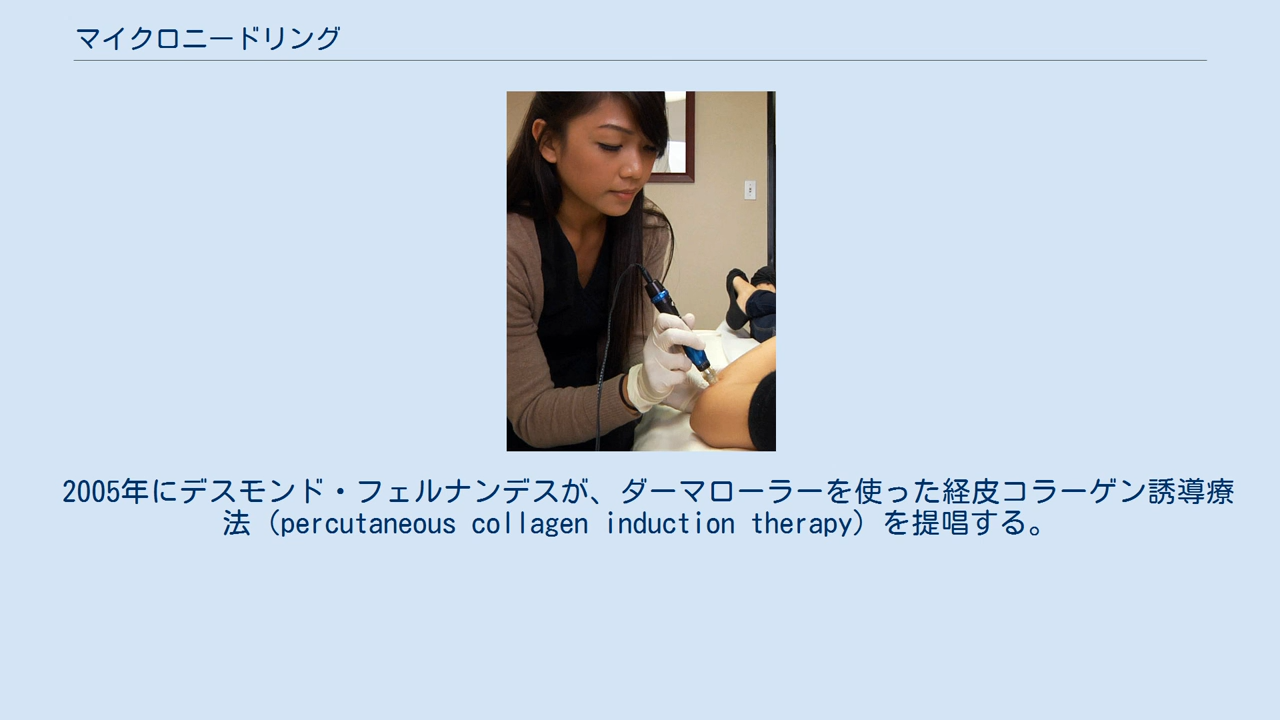 マイクロニードリング
2005年にデスモンド・フェルナンデスが、ダーマローラーを使った経皮コラーゲン誘導療
法（percutaneous collagen induction therapy）を提唱する。